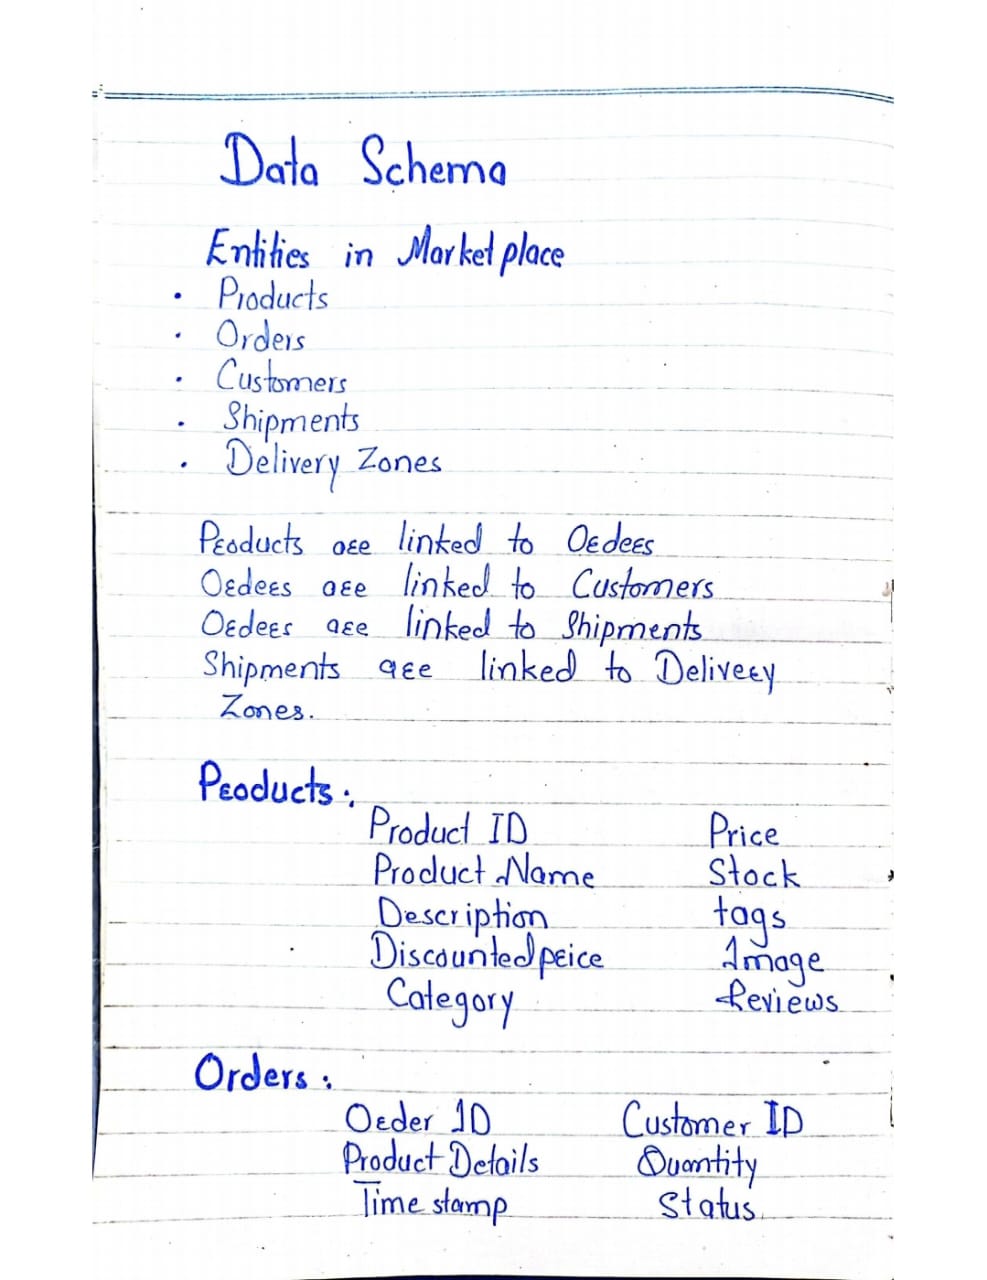 Data Schema
Entities in Marketplace
• Products
• Orders
• Customers
• Shipments
• Delivery Zones
Products are linked to Orders
Orders are linked to Customers
Orders are linked to Shipments
Shipments are linked to Delivery
Zones.
Products:
Product ID Price
Product Name Stock
Description tags
Discounted price Image
Category Reviews
Orders:
Order ID Customer ID
Product Details Quantity
Time stamp Status